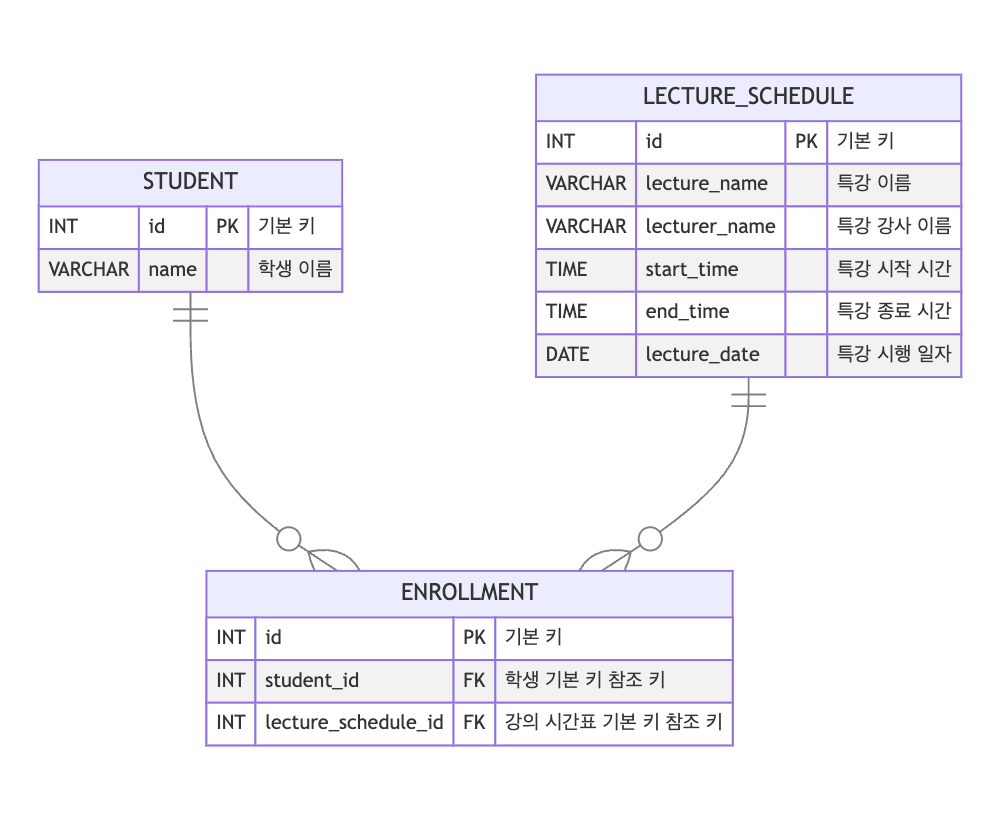 STUDENT
INT id PK 기본 키
VARCHAR name 학생 이름
LECTURE_SCHEDULE
INT id PK 기본 키
VARCHAR lecture_name 특강 이름
VARCHAR lecturer_name 특강 강사 이름
TIME start_time 특강 시작 시간
TIME end_time 특강 종료 시간
DATE lecture_date 특강 시행 일자
ENROLLMENT
INT id PK 기본 키
INT student_id FK 학생 기본 키 참조 키
INT lecture_schedule_id FK 강의 시간표 기본 키 참조 키